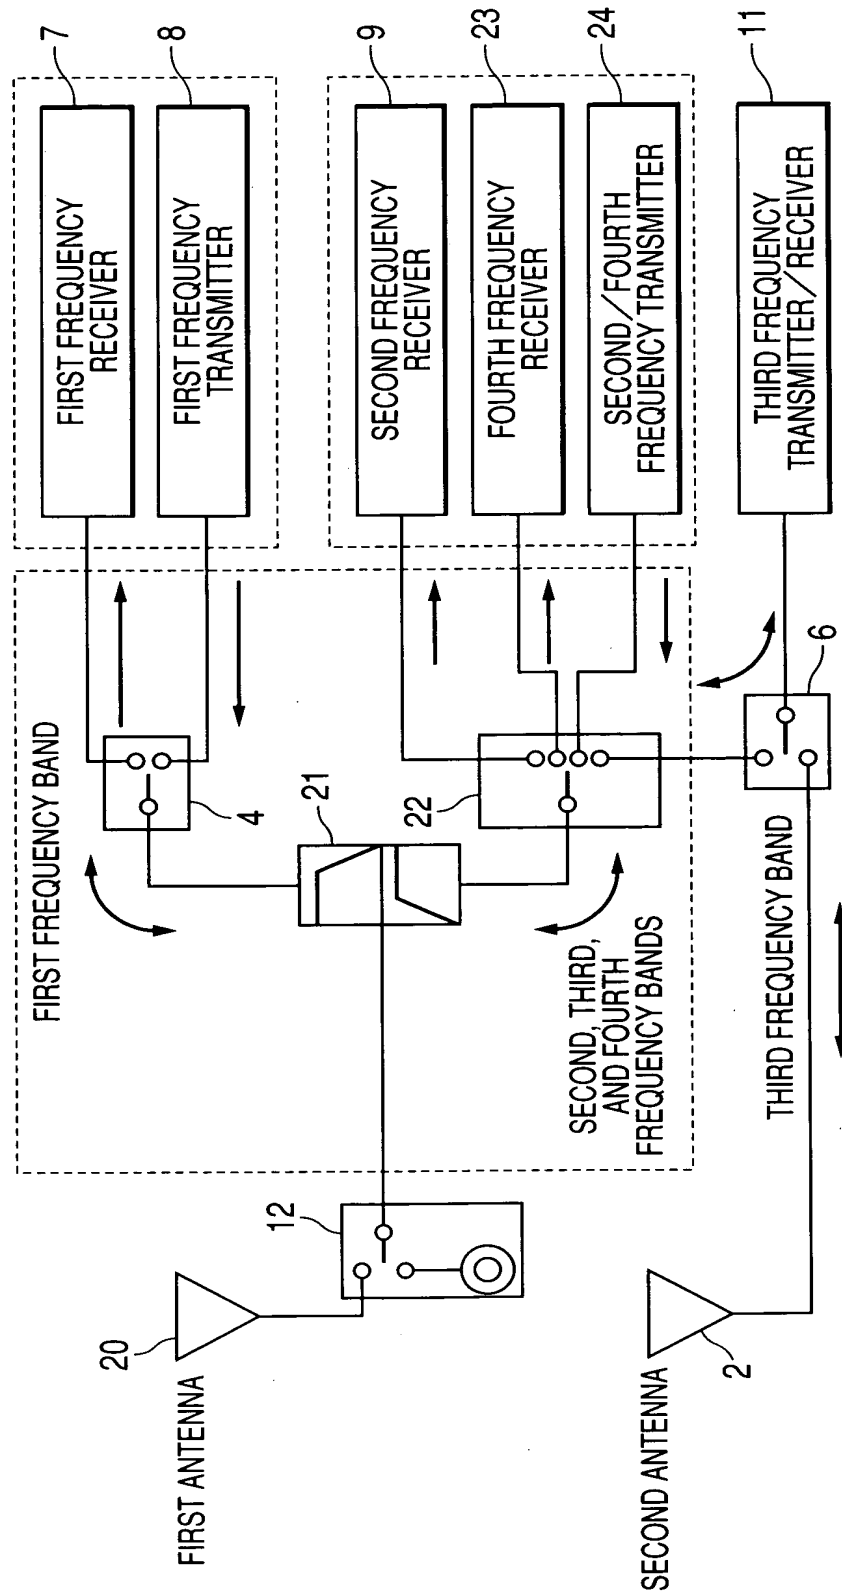 7
FIRST FREQUENCY
RECEIVER
8
FIRST FREQUENCY
TRANSMITTER
9
SECOND FREQUENCY
RECEIVER
23
FOURTH FREQUENCY
RECEIVER
24
SECOND/FOURTH
FREQUENCY TRANSMITTER
11
THIRD FREQUENCY
TRANSMITTER/RECEIVER
FIRST FREQUENCY BAND
4
21
22
6
SECOND, THIRD,
AND FOURTH
FREQUENCY BANDS
THIRD FREQUENCY BAND
12
20
FIRST ANTENNA
2
SECOND ANTENNA